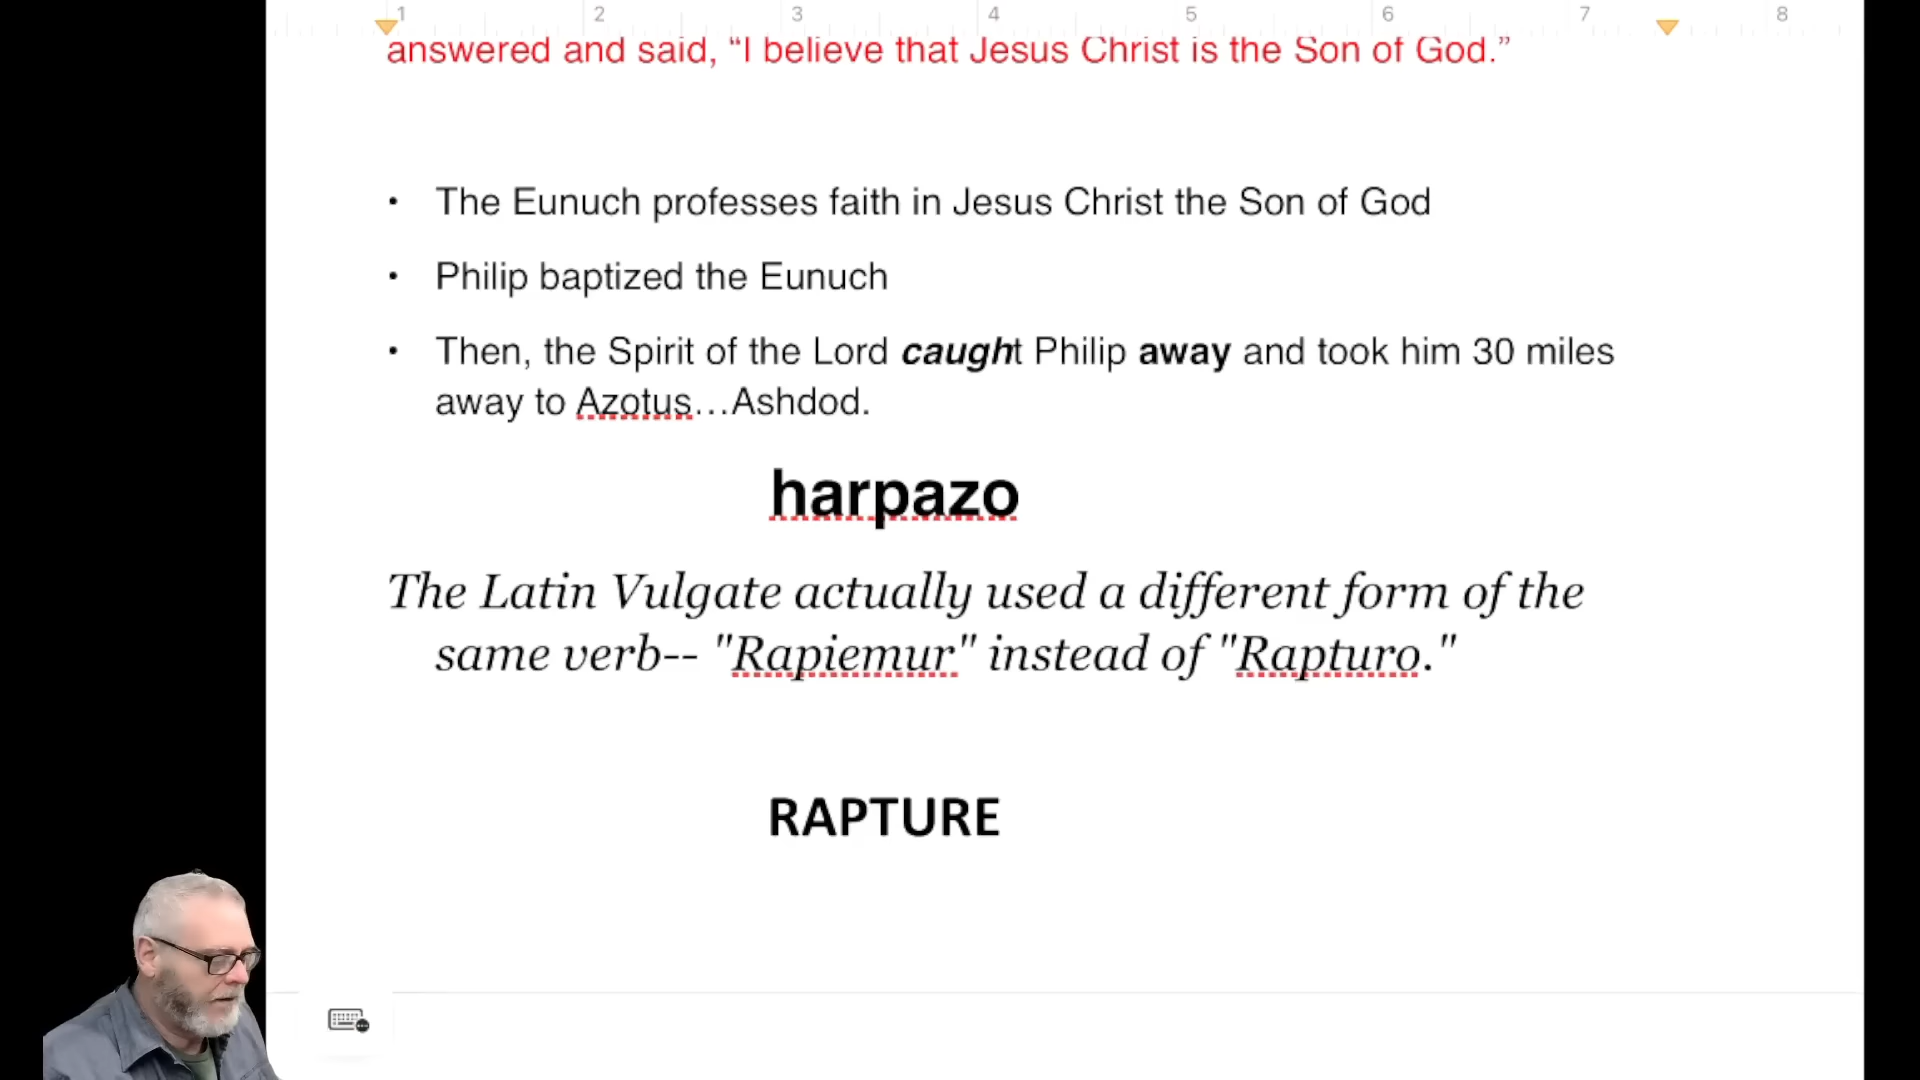 1 2 3 4 5 6 7 8
answered and said, “I believe that Jesus Christ is the Son of God.”
• The Eunuch professes faith in Jesus Christ the Son of God
• Philip baptized the Eunuch
• Then, the Spirit of the Lord caught Philip away and took him 30 miles
away to Azotus…Ashdod.
harpazo
The Latin Vulgate actually used a different form of the
same verb-- "Rapiemur" instead of "Rapturo."
RAPTURE